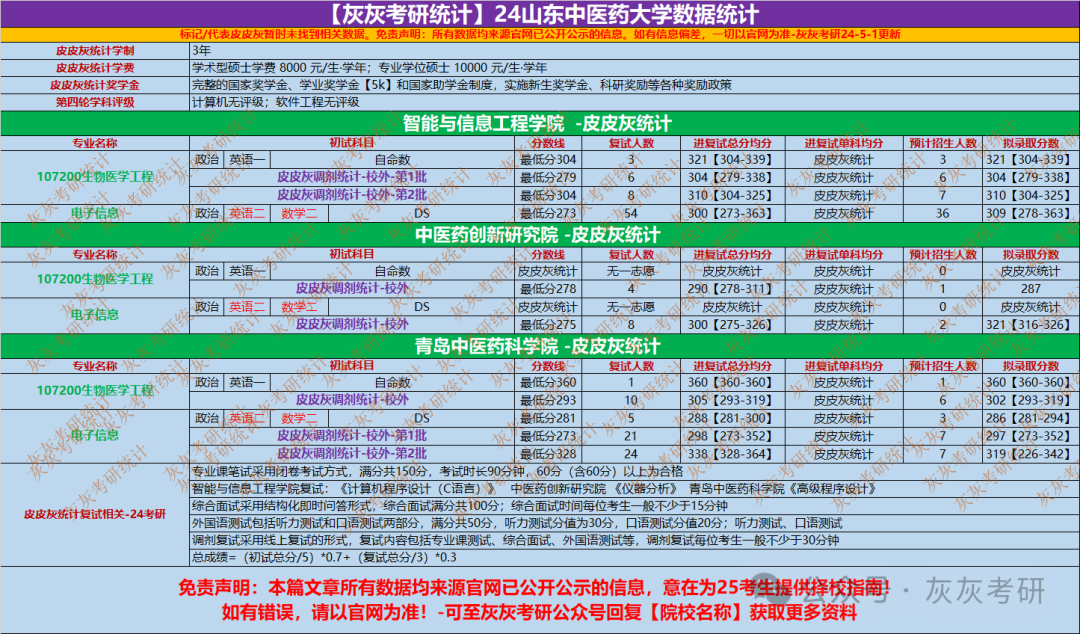 【灰灰考研统计】24山东中医药大学数据统计
标记/代表皮皮灰暂时未找到相关数据。免责声明：所有数据均来源官网已公开公示的信息。如有信息偏差，一切以官网为准-灰灰考研24-5-1更新
皮皮灰统计学制 3年
皮皮灰统计学费 学术型硕士学费 8000 元/生·学年；专业学位硕士 10000 元/生·学年
皮皮灰统计奖学金 完整的国家奖学金、学业奖学金【5k】和国家助学金制度，实施新生奖学金、科研奖励等各种奖励政策
第四轮学科评级 计算机无评级；软件工程无评级
智能与信息工程学院 -皮皮灰统计
专业名称 初试科目 分数线 复试人数 进复试总分均分 进复试单科均分 预计招生人数 拟录取分数
107200生物医学工程 政治 英语一 自命数 最低分304 3 321【304-339】 皮皮灰统计 3 321【304-339】
皮皮灰调剂统计-校外-第1批 最低分279 6 304【279-338】 皮皮灰统计 6 304【279-338】
皮皮灰调剂统计-校外-第2批 最低分304 8 310【304-325】 皮皮灰统计 7 310【304-325】
电子信息 政治 英语二 数学二 DS 最低分273 54 300【273-363】 皮皮灰统计 36 309【278-363】
中医药创新研究院 -皮皮灰统计
专业名称 初试科目 分数线 复试人数 进复试总分均分 进复试单科均分 预计招生人数 拟录取分数
107200生物医学工程 政治 英语一 自命数 皮皮灰统计 无一志愿 皮皮灰统计 皮皮灰统计 0 皮皮灰统计
皮皮灰调剂统计-校外 最低分278 4 290【278-311】 皮皮灰统计 1 287
电子信息 政治 英语二 数学二 DS 皮皮灰统计 无一志愿 皮皮灰统计 皮皮灰统计 0 皮皮灰统计
皮皮灰调剂统计-校外 最低分275 8 300【275-326】 皮皮灰统计 2 321【316-326】
青岛中医药科学院 -皮皮灰统计
专业名称 初试科目 分数线 复试人数 进复试总分均分 进复试单科均分 预计招生人数 拟录取分数
107200生物医学工程 政治 英语一 自命数 最低分360 1 360【360-360】 皮皮灰统计 1 360【360-360】
皮皮灰调剂统计-校外 最低分293 10 305【293-319】 皮皮灰统计 6 302【293-319】
电子信息 政治 英语二 数学二 DS 最低分281 5 288【281-300】 皮皮灰统计 3 286【281-294】
皮皮灰调剂统计-校外-第1批 最低分273 21 298【273-352】 皮皮灰统计 7 297【273-352】
皮皮灰调剂统计-校外-第2批 最低分328 24 338【328-364】 皮皮灰统计 7 319【226-342】
皮皮灰统计复试相关-24考研 专业课笔试采用闭卷考试方式，满分共150分，考试时长90分钟，60分（含60分）以上为合格
智能与信息工程学院复试：《计算机程序设计（C语言）》 中医药创新研究院 《仪器分析》 青岛中医药科学院《高级程序设计》
综合面试采用结构化即时问答形式，综合面试满分共100分；综合面试时间每位考生一般不少于15分钟
外国语测试包括听力测试和口语测试两部分，满分共50分，听力测试分值为30分，口语测试分值20分；听力测试、口语测试
调剂复试采用线上复试的形式，复试内容包括专业课测试、综合面试、外国语测试等，调剂复试每位考生一般不少于30分钟
总成绩=（初试总分/5）*0.7+（复试总分/3）*0.3
免责声明：本篇文章所有数据均来源官网已公开公示的信息，意在为25考生提供择校指南！
如有错误，请以官网为准！-可至灰灰考研公众号回复【院校名称】获取更多资料
公众号 · 灰灰考研